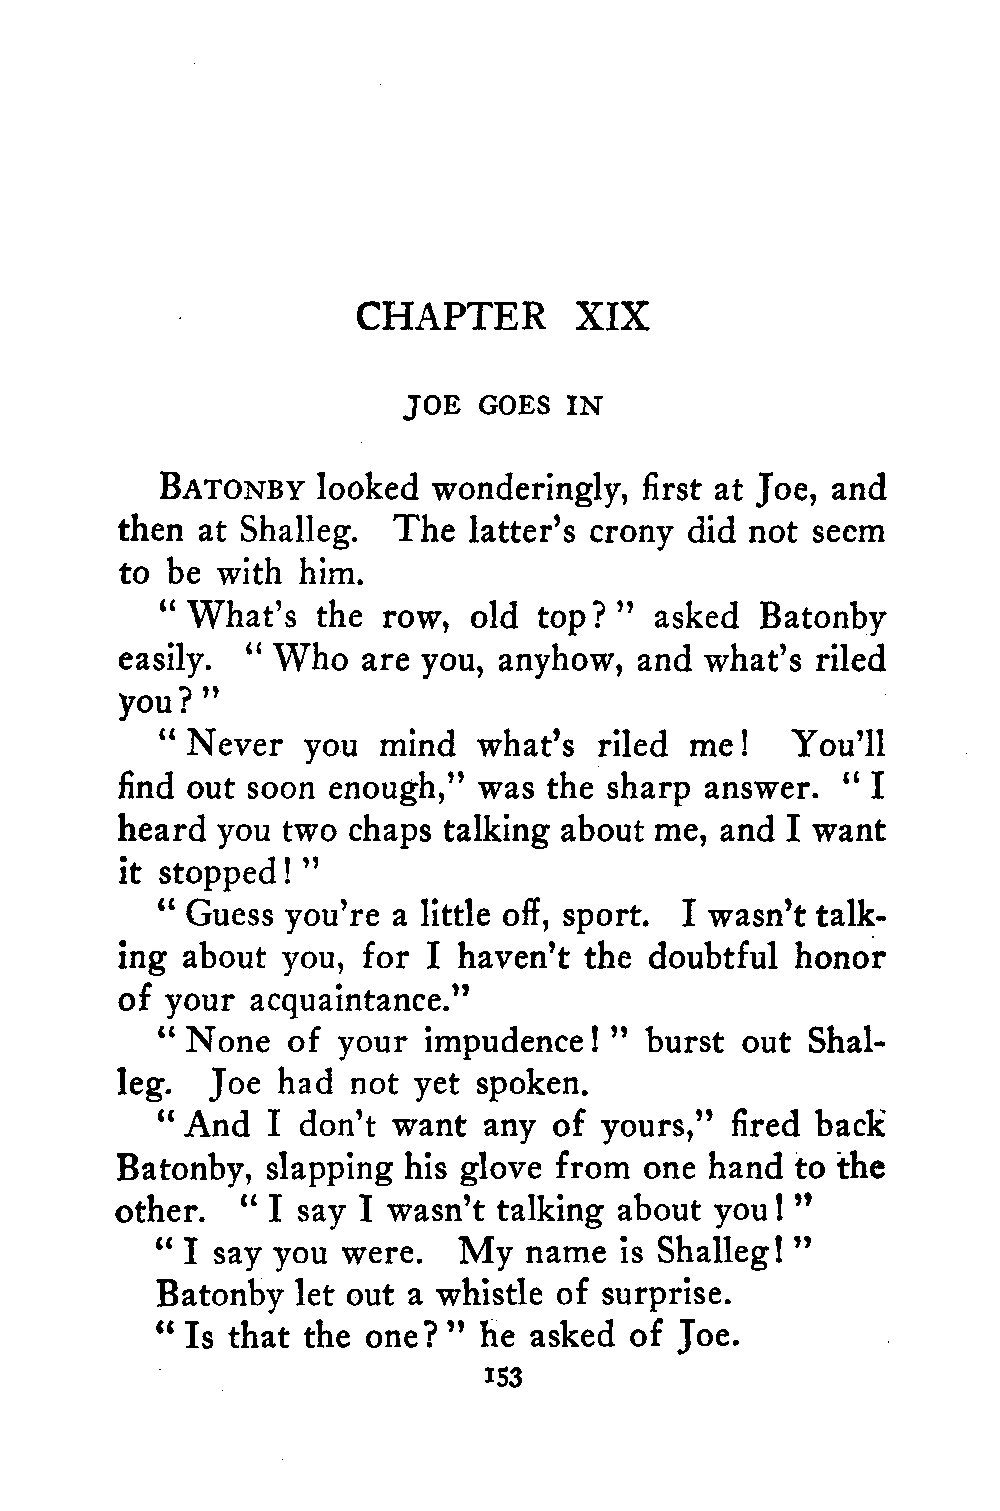 CHAPTER XIX
JOE GOES IN
BATONBY looked wonderingly, first at Joe, and
then at Shalleg. The latter's crony did not seem
to be with him.
" What's the row, old top? " asked Batonby
easily. " Who are you, anyhow, and what's riled
you? "
" Never you mind what's riled me! You'll
find out soon enough," was the sharp answer. " I
heard you two chaps talking about me, and I want
it stopped! "
" Guess you're a little off, sport. I wasn't talk-
ing about you, for I haven't the doubtful honor
of your acquaintance."
" None of your impudence! " burst out Shal-
leg. Joe had not yet spoken.
" And I don't want any of yours," fired back
Batonby, slapping his glove from one hand to the
other. " I say I wasn't talking about you! "
" I say you were. My name is Shalleg! "
Batonby let out a whistle of surprise.
" Is that the one? " he asked of Joe.
153